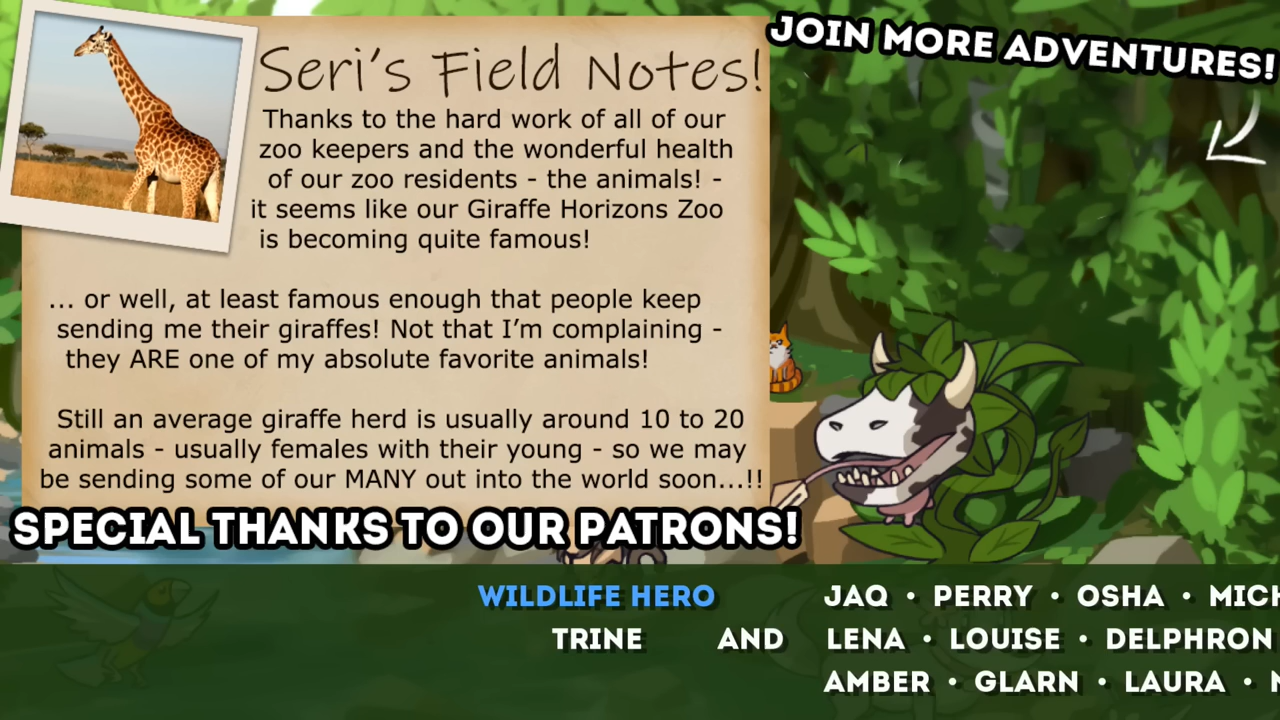 JOIN MORE ADVENTURES!
Seri's Field Notes!
Thanks to the hard work of all of our
zoo keepers and the wonderful health
of our zoo residents - the animals! -
it seems like our Giraffe Horizons Zoo
is becoming quite famous!
... or well, at least famous enough that people keep
sending me their giraffes! Not that I'm complaining -
they ARE one of my absolute favorite animals!
Still an average giraffe herd is usually around 10 to 20
animals - usually females with their young - so we may
be sending some of our MANY out into the world soon...!!
SPECIAL THANKS TO OUR PATRONS!
WILDLIFE HERO JAQ • PERRY • OSHA • MICH
TRINE AND LENA • LOUISE • DELPHRON
AMBER • GLARN • LAURA •